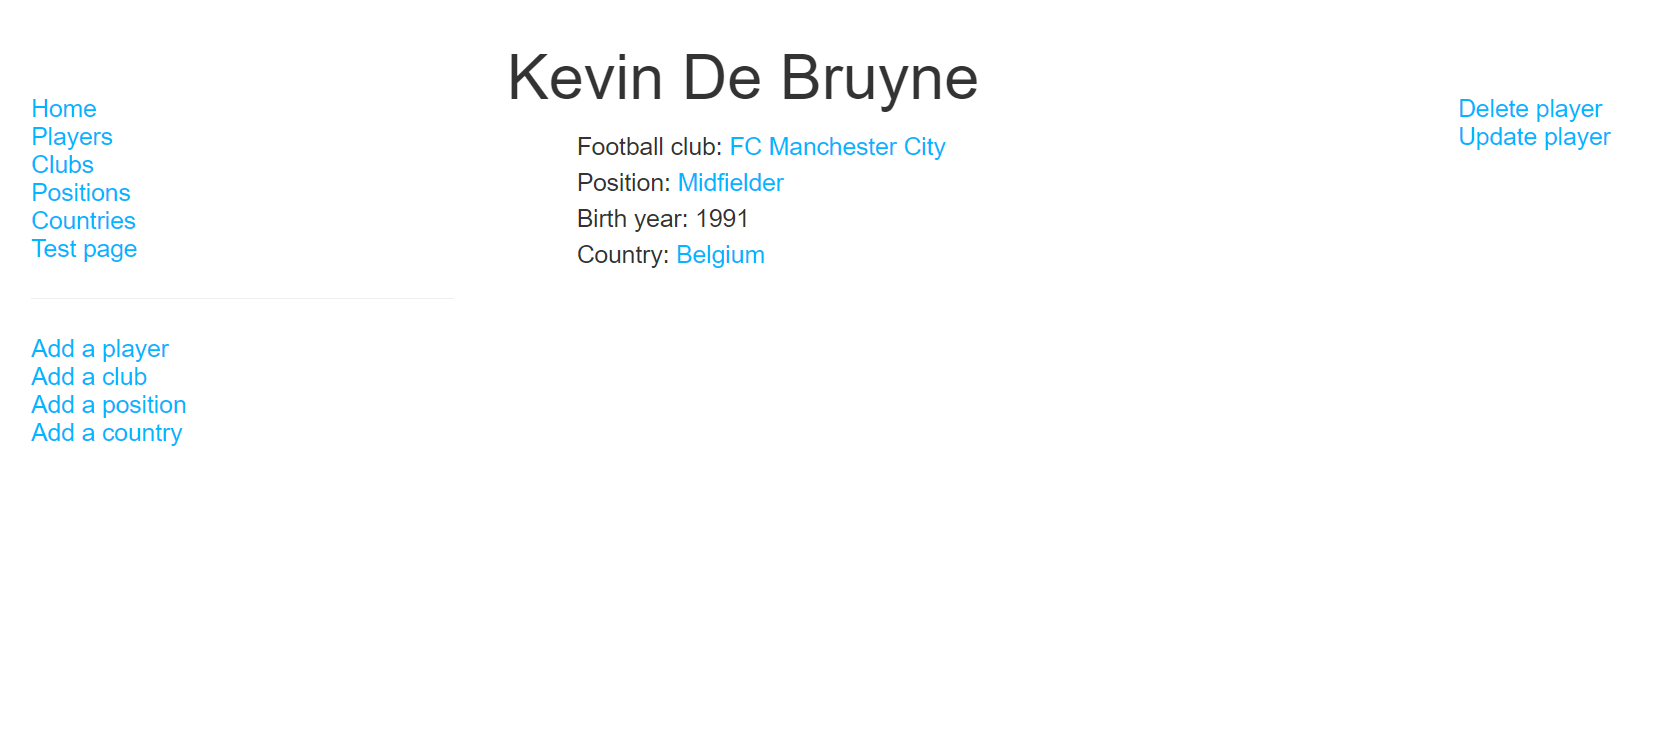 Home
Players
Clubs
Positions
Countries
Test page
Add a player
Add a club
Add a position
Add a country
Kevin De Bruyne
Football club: FC Manchester City
Position: Midfielder
Birth year: 1991
Country: Belgium
Delete player
Update player